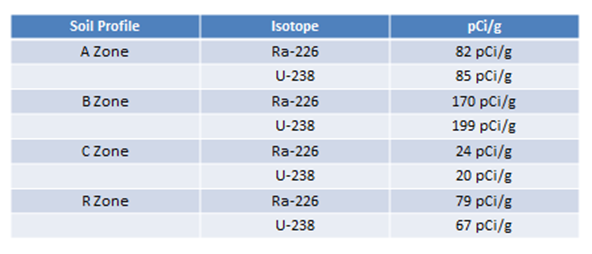 Soil Profile Isotope pCi/g
A Zone Ra-226 82 pCi/g
U-238 85 pCi/g
B Zone Ra-226 170 pCi/g
U-238 199 pCi/g
C Zone Ra-226 24 pCi/g
U-238 20 pCi/g
R Zone Ra-226 79 pCi/g
U-238 67 pCi/g